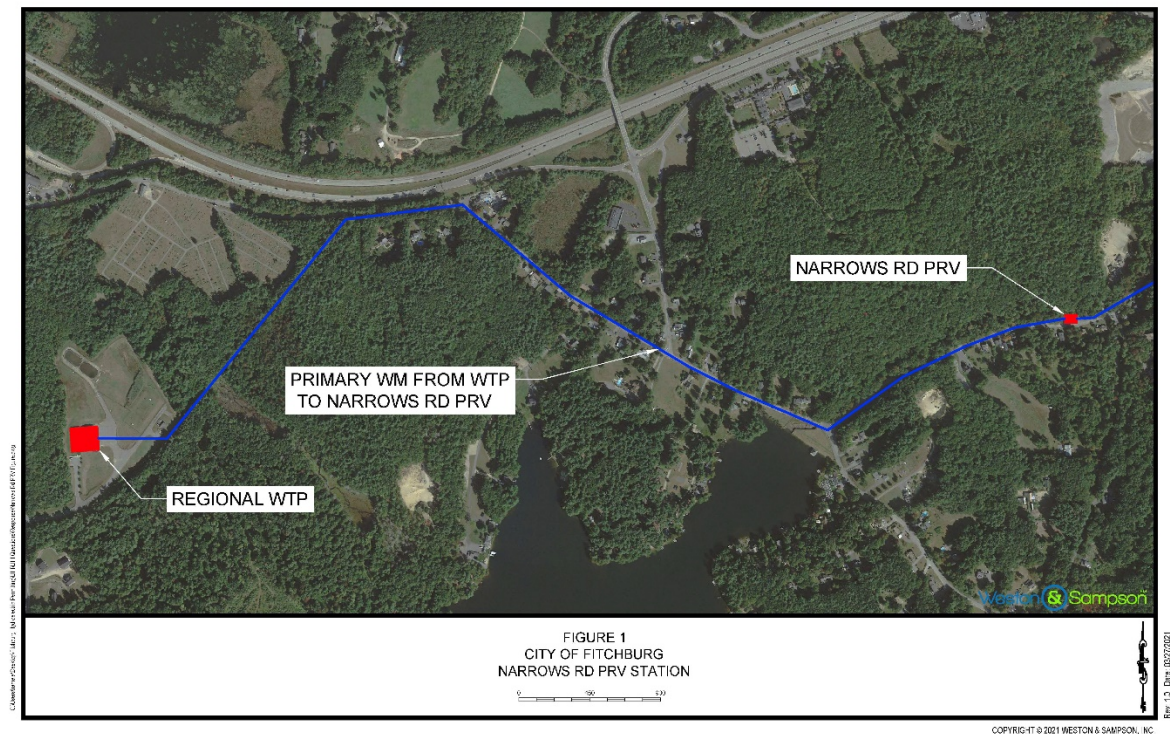 NARROWS RD PRV
PRIMARY WM FROM WTP
TO NARROWS RD PRV
REGIONAL WTP
Weston & Sampson
FIGURE 1
CITY OF FITCHBURG
NARROWS RD PRV STATION
0
COPYRIGHT © 2021 WESTON & SAMPSON, INC